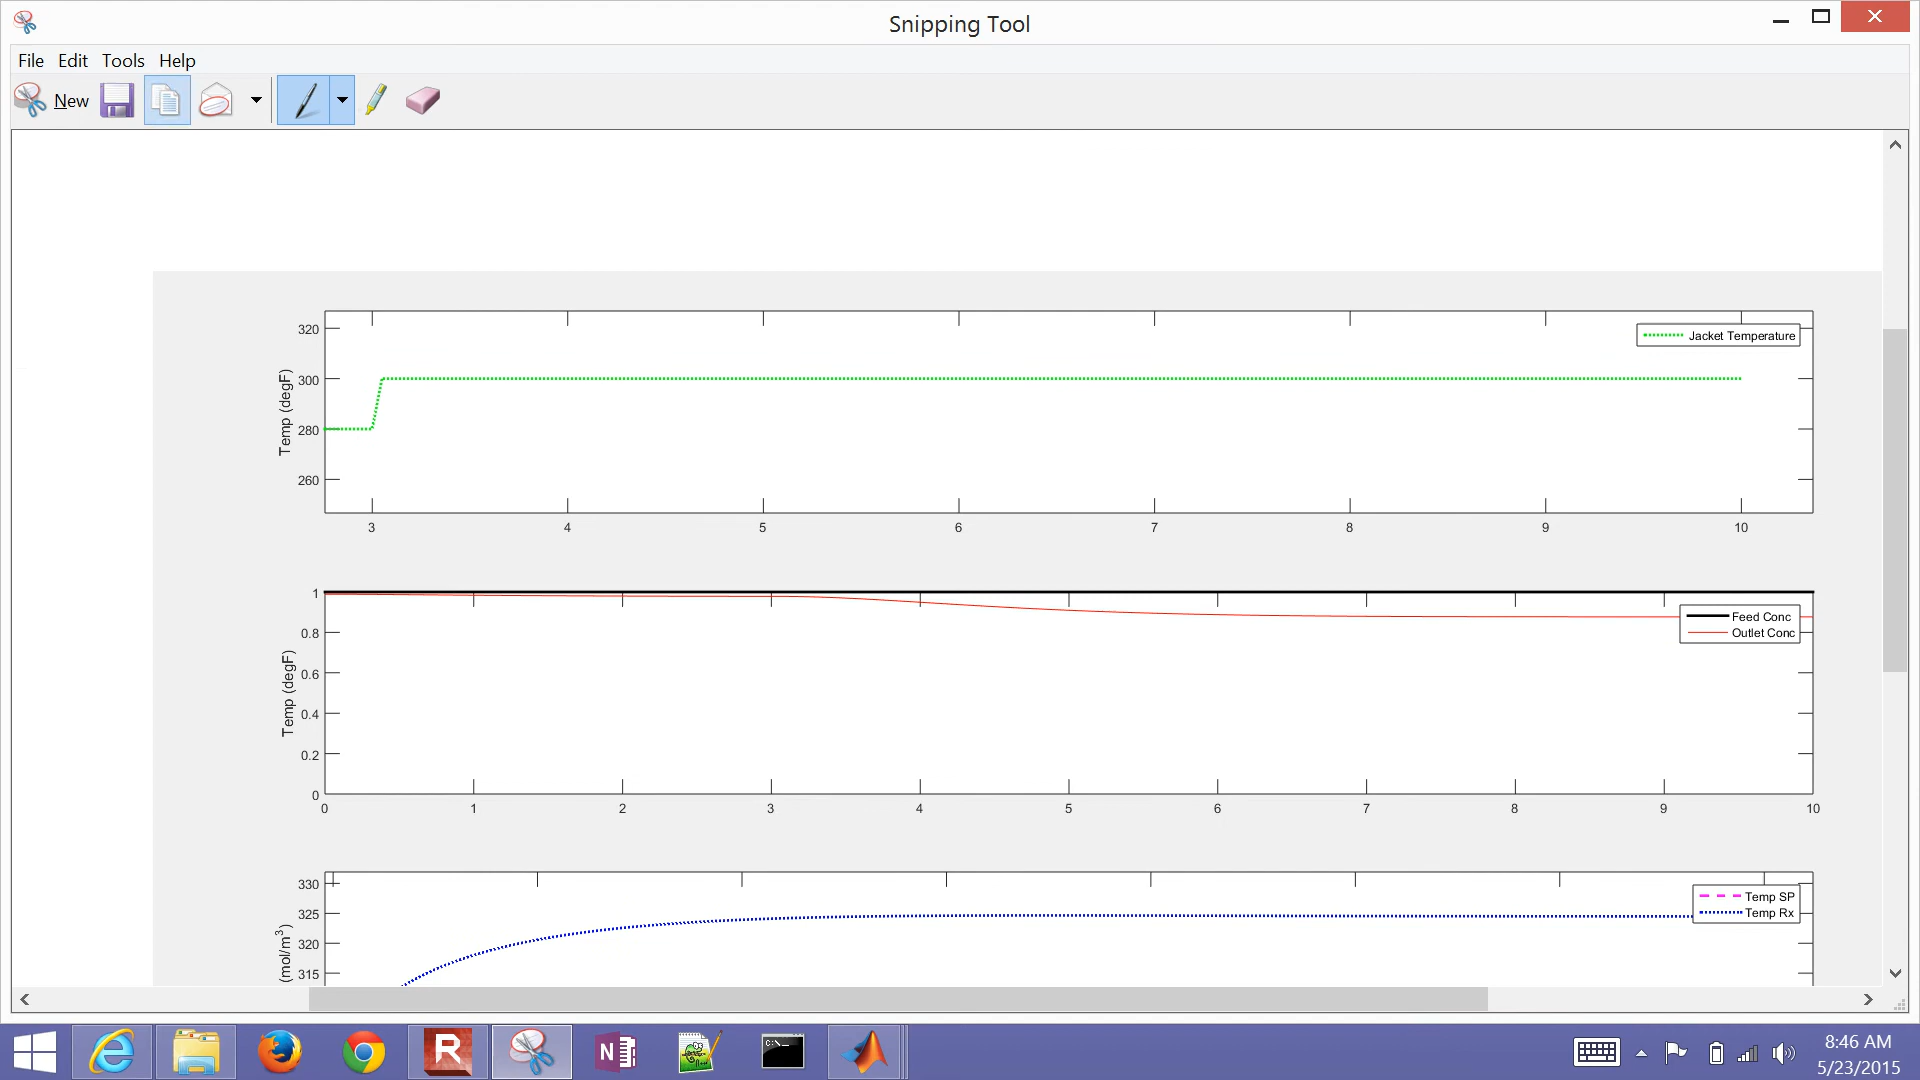 Snipping Tool
File Edit Tools Help
New
320
300
280
260
Temp (degF)
Jacket Temperature
3 4 5 6 7 8 9 10
1
0.8
0.6
0.4
0.2
0
Temp (degF)
Feed Conc
Outlet Conc
0 1 2 3 4 5 6 7 8 9 10
330
325
320
315
(mol/m³)
Temp SP
Temp Rx
R
N
C:\_
8:46 AM
5/23/2015